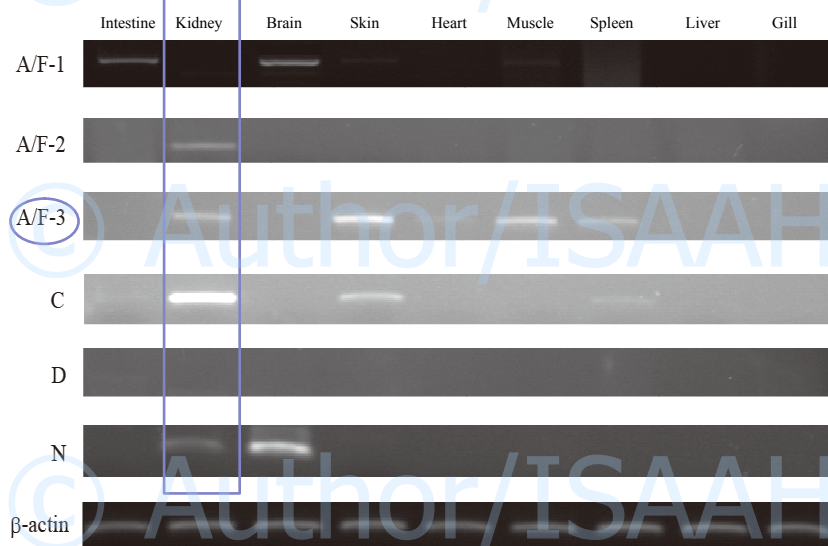 Intestine Kidney Brain Skin Heart Muscle Spleen Liver Gill
A/F-1
A/F-2
A/F-3
© Author/ISAAH
C
D
N
© Author/ISAAH
β-actin